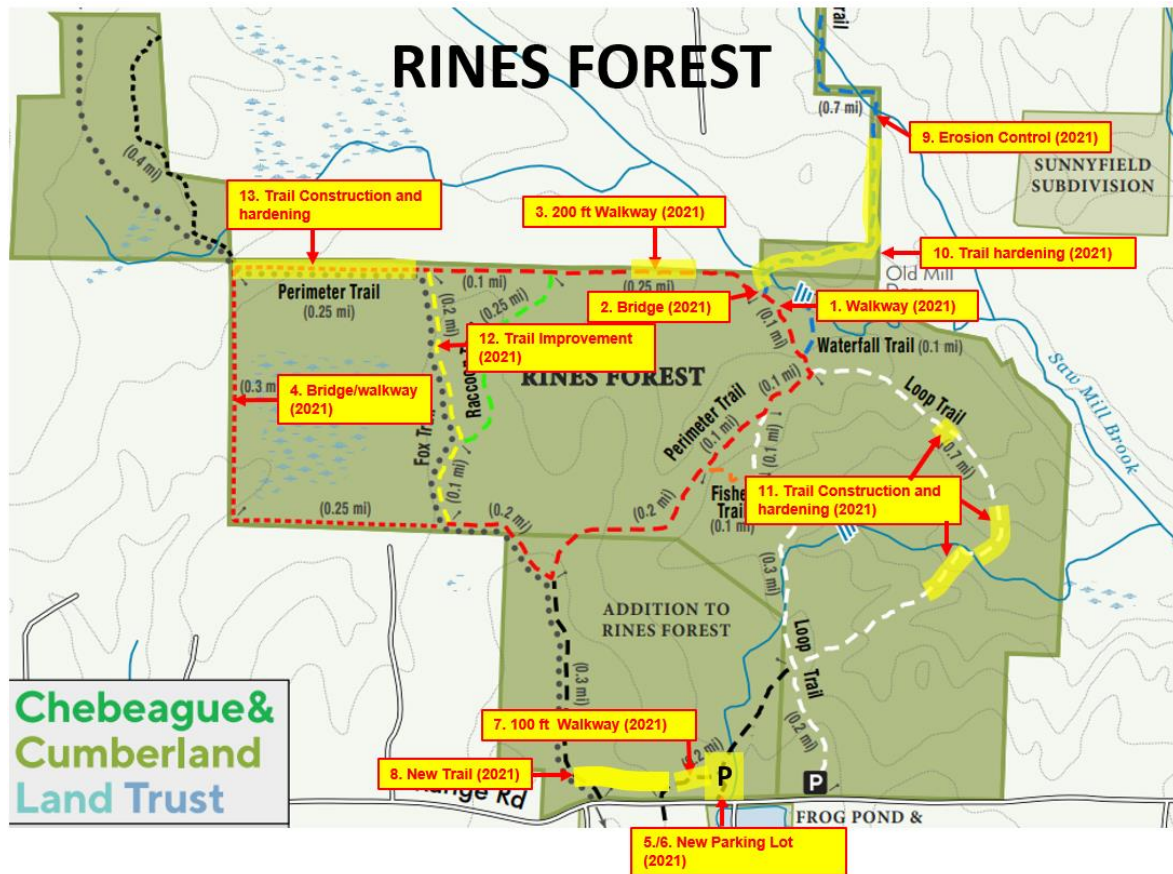 RINES FOREST
Trail
(0.7 mi)
9. Erosion Control (2021)
SUNNYFIELD
SUBDIVISION
(0.4 mi)
13. Trail Construction and
hardening
3. 200 ft Walkway (2021)
10. Trail hardening (2021)
Old Mill
Perimeter Trail
(0.25 mi)
(0.1 mi)
(0.25 mi)
(0.25 mi)
(0.2 mi)
2. Bridge (2021)
1. Walkway (2021)
(0.1 mi)
Waterfall Trail (0.1 mi)
12. Trail Improvement
(2021)
RINES FOREST
(0.3 m
4. Bridge/walkway
(2021)
Fox
Raccoon
(0.1 mi)
Perimeter Trail
(0.1 mi)
(0.1 mi)
Loop Trail
(0.7 mi)
Saw Mill Brook
(0.1 mi)
Fishe
Trail
(0.1 mi)
11. Trail Construction and
hardening (2021)
(0.25 mi)
(0.2 mi)
(0.2 mi)
(0.3 mi)
ADDITION TO
RINES FOREST
Loop Trail
(0.3 mi)
(0.2 mi)
7. 100 ft Walkway (2021)
8. New Trail (2021)
P
P
Range Rd
FROG POND &
5./6. New Parking Lot
(2021)
Chebeague&
Cumberland
Land Trust